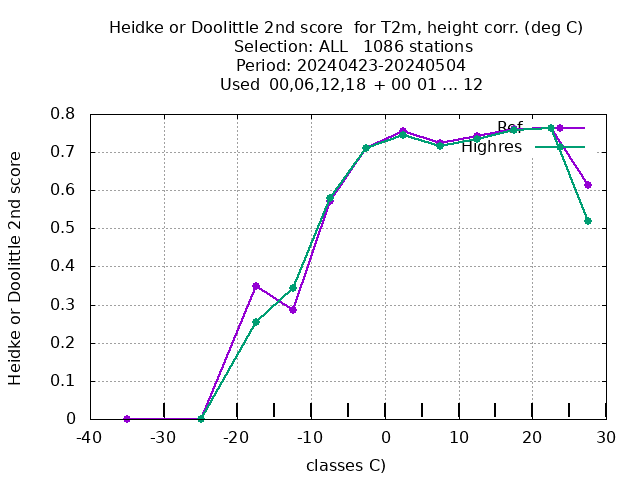 Heidke or Doolittle 2nd score  for T2m, height corr. (deg C)
Selection: ALL   1086 stations
Period: 20240423-20240504
Used  00,06,12,18  + 00 01 ... 12
Heidke or Doolittle 2nd score
0.8
0.7
0.6
0.5
0.4
0.3
0.2
0.1
0
Ref
Highres
-40 -30 -20 -10 0 10 20 30
classes C)